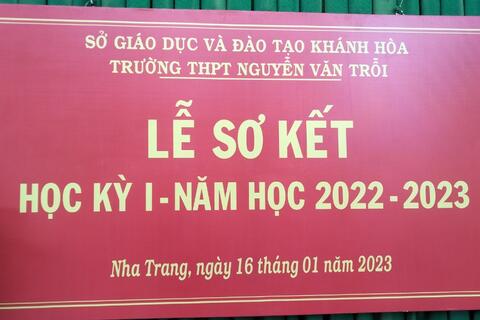 SỞ GIÁO DỤC VÀ ĐÀO TẠO KHÁNH HÒA
TRƯỜNG THPT NGUYỄN VĂN TRỖI
LỄ SƠ KẾT
HỌC KỲ I - NĂM HỌC 2022 - 2023
Nha Trang, ngày 16 tháng 01 năm 2023